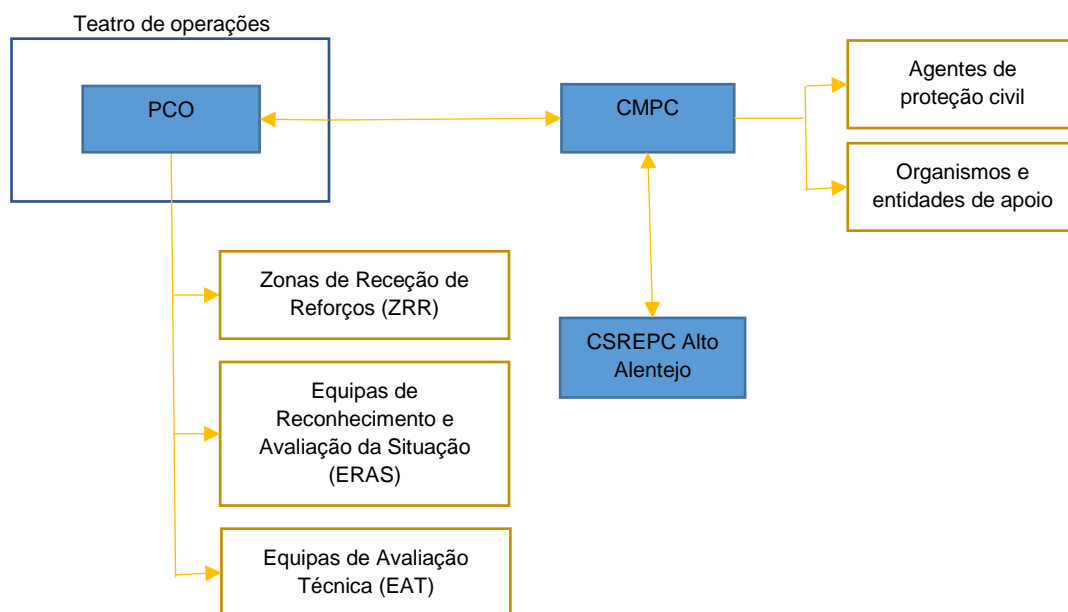 Teatro de operações
PCO
CMPC
Agentes de
proteção civil
Organismos e
entidades de apoio
Zonas de Receção de
Reforços (ZRR)
CSREPC Alto
Alentejo
Equipas de
Reconhecimento e
Avaliação da Situação
(ERAS)
Equipas de Avaliação
Técnica (EAT)